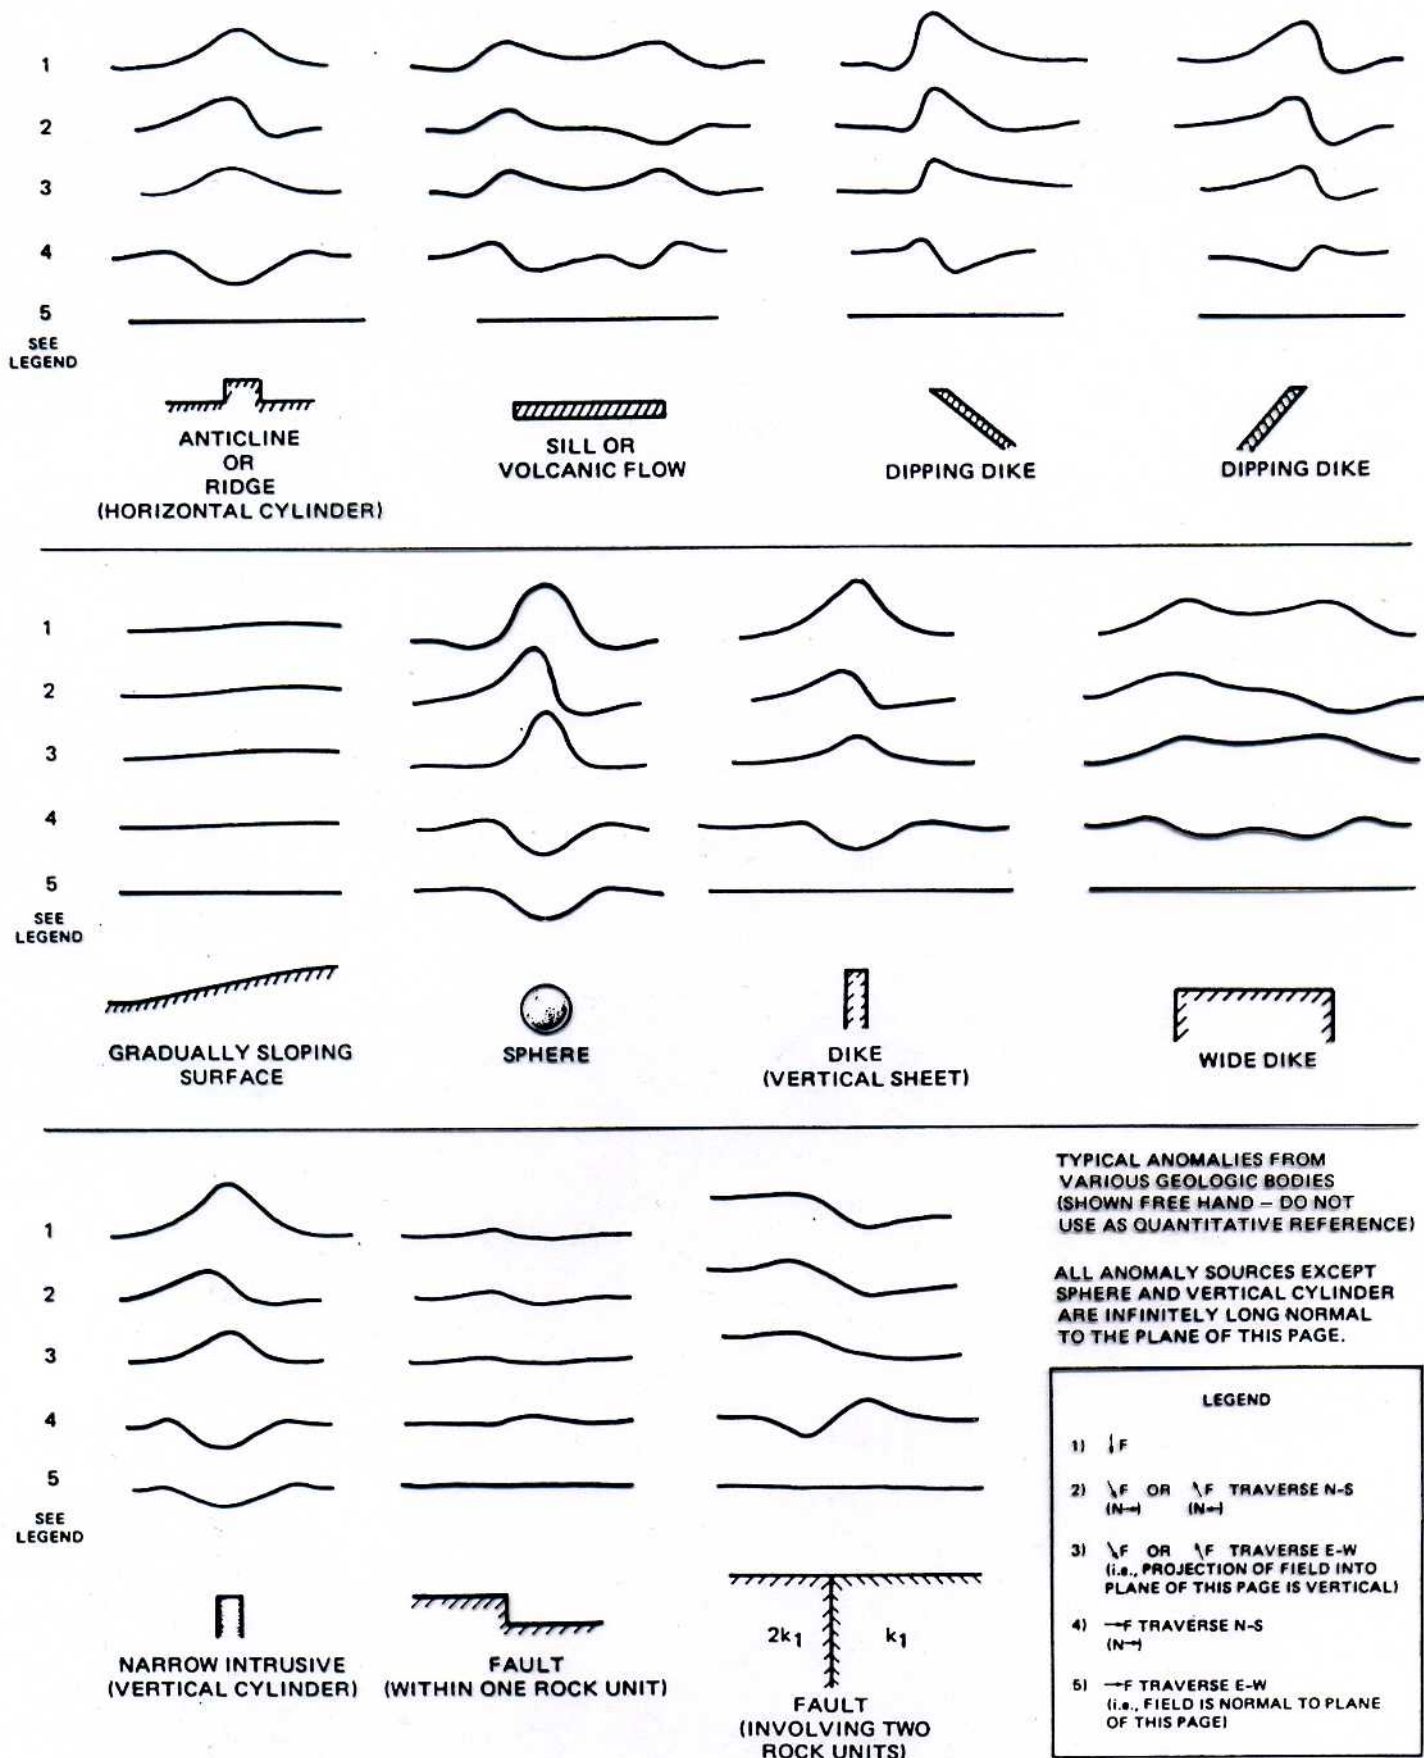 1
2
3
4
5
SEE
LEGEND
ANTICLINE
OR
RIDGE
(HORIZONTAL CYLINDER)
SILL OR
VOLCANIC FLOW
DIPPING DIKE
DIPPING DIKE
1
2
3
4
5
SEE
LEGEND
GRADUALLY SLOPING
SURFACE
SPHERE
DIKE
(VERTICAL SHEET)
WIDE DIKE
1
2
3
4
5
SEE
LEGEND
NARROW INTRUSIVE
(VERTICAL CYLINDER)
FAULT
(WITHIN ONE ROCK UNIT)
2k1 k1
FAULT
(INVOLVING TWO
ROCK UNITS)
TYPICAL ANOMALIES FROM
VARIOUS GEOLOGIC BODIES
(SHOWN FREE HAND – DO NOT
USE AS QUANTITATIVE REFERENCE)
ALL ANOMALY SOURCES EXCEPT
SPHERE AND VERTICAL CYLINDER
ARE INFINITELY LONG NORMAL
TO THE PLANE OF THIS PAGE.
LEGEND
1) F
2) F OR F TRAVERSE N-S
(N→) (N→)
3) F OR F TRAVERSE E-W
(i.e., PROJECTION OF FIELD INTO
PLANE OF THIS PAGE IS VERTICAL)
4) →F TRAVERSE N-S
(N→)
5) →F TRAVERSE E-W
(i.e., FIELD IS NORMAL TO PLANE
OF THIS PAGE)